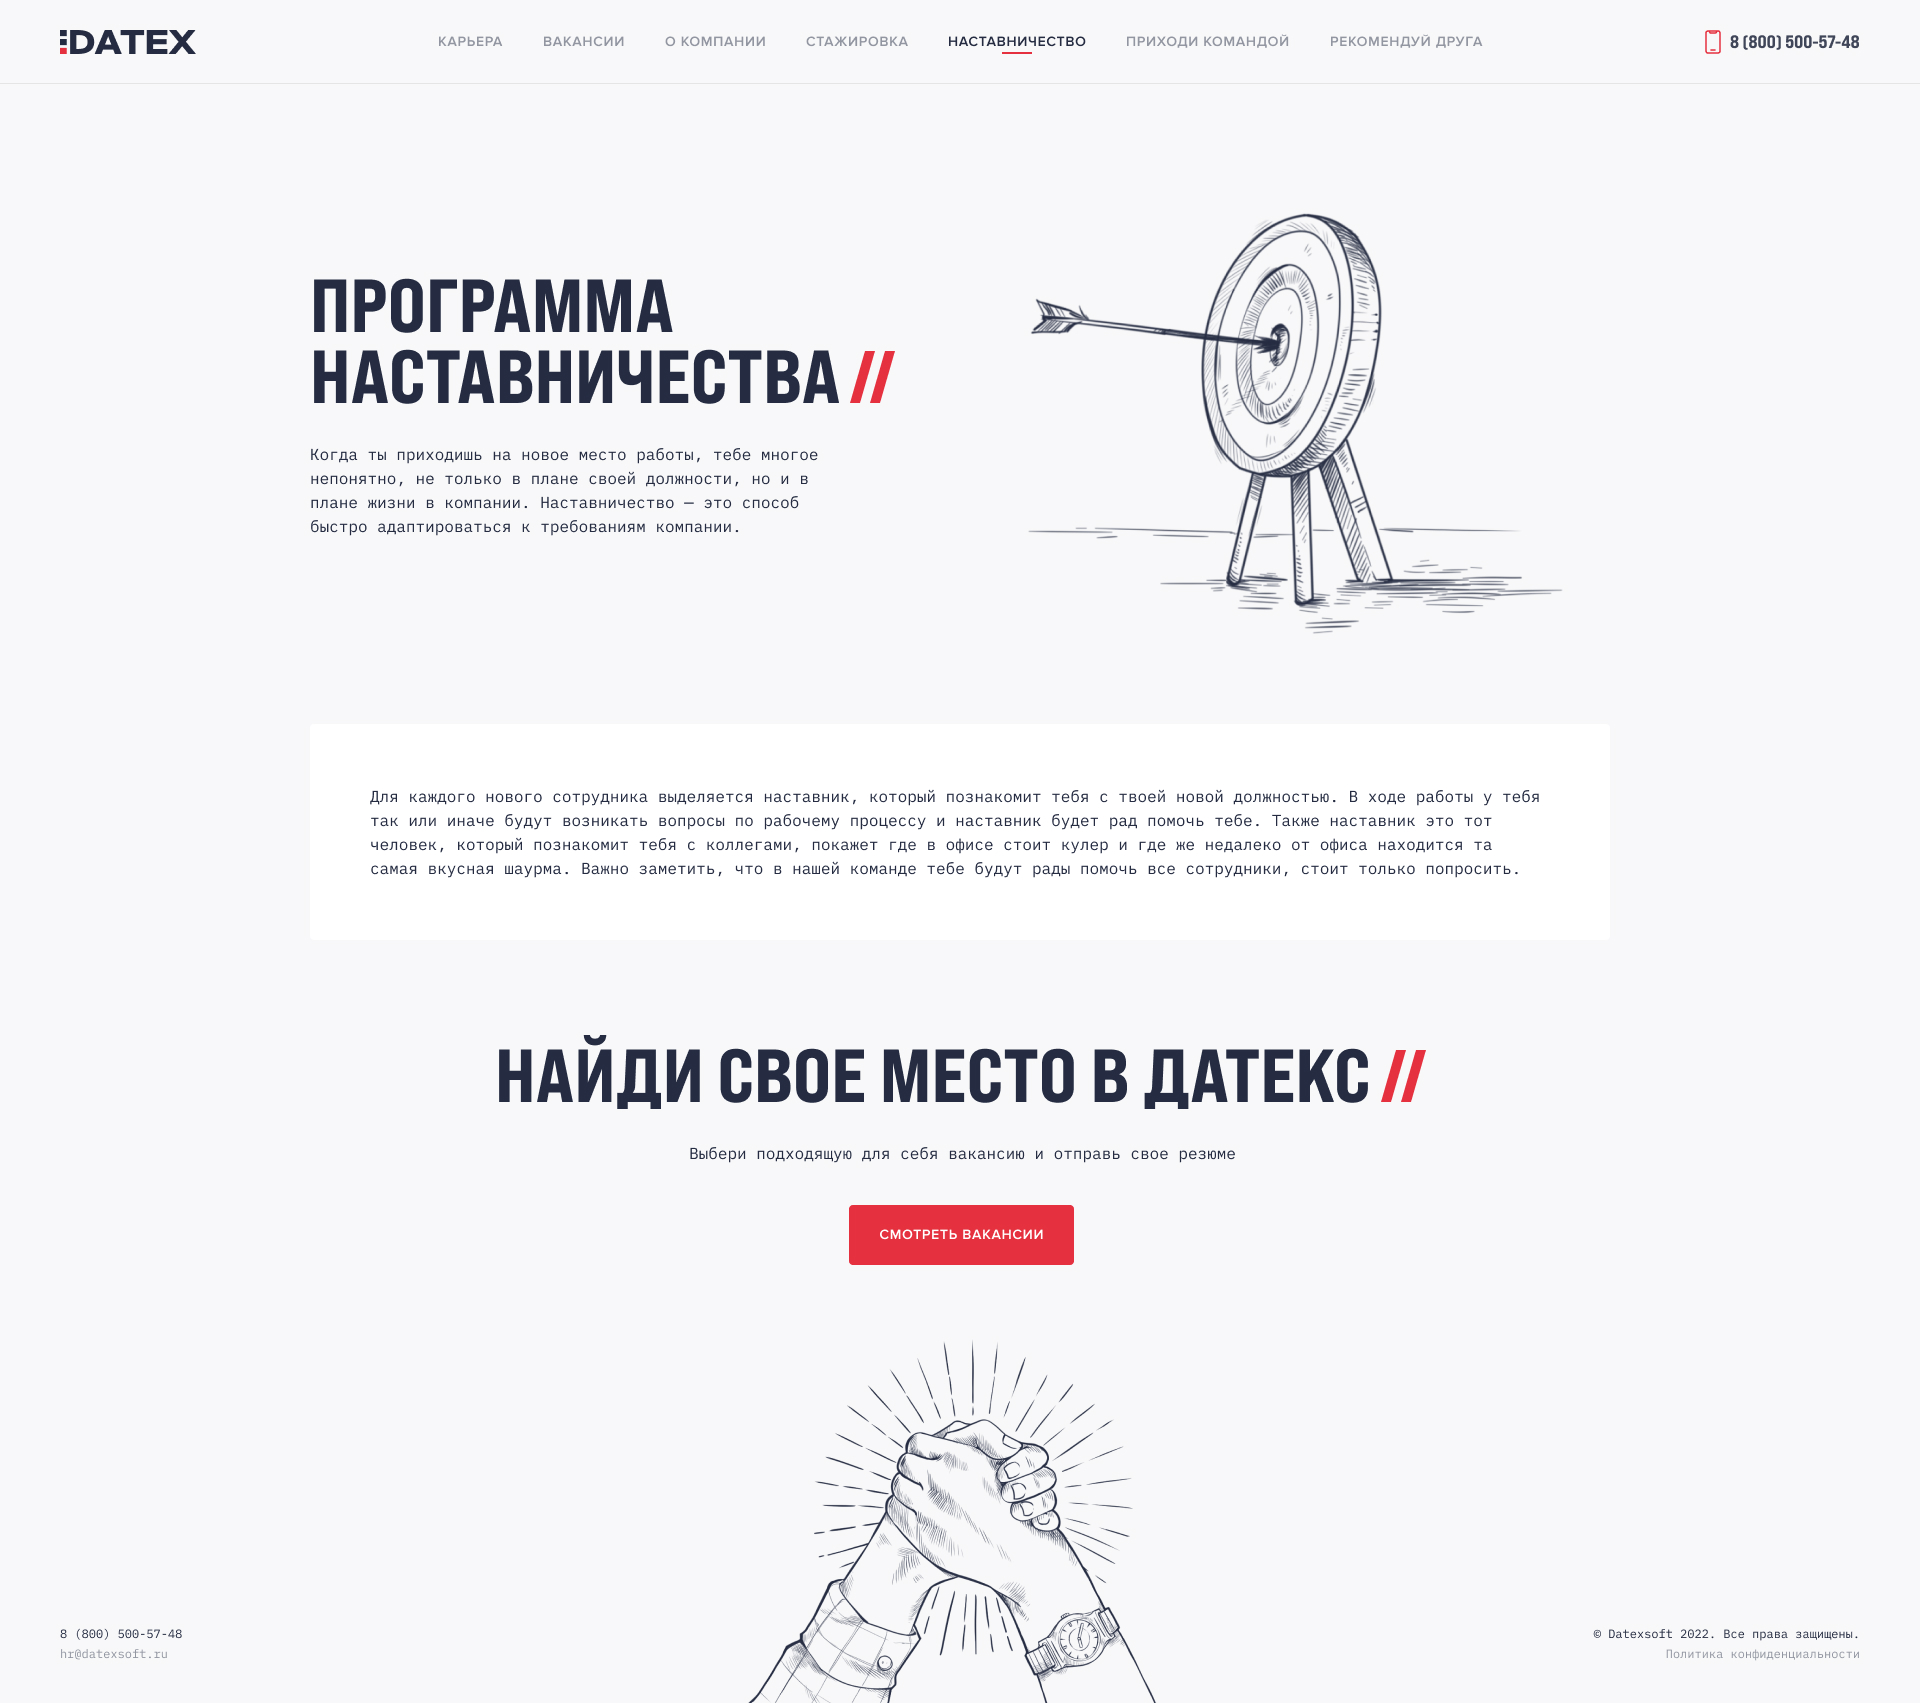 DATEX
КАРЬЕРА
ВАКАНСИИ
О КОМПАНИИ
СТАЖИРОВКА
НАСТАВНИЧЕСТВО
ПРИХОДИ КОМАНДОЙ
РЕКОМЕНДУЙ ДРУГА
8 (800) 500-57-48
ПРОГРАММА
НАСТАВНИЧЕСТВА //
Когда ты приходишь на новое место работы, тебе многое
непонятно, не только в плане своей должности, но и в
плане жизни в компании. Наставничество — это способ
быстро адаптироваться к требованиям компании.
Для каждого нового сотрудника выделяется наставник, который познакомит тебя с твоей новой должностью. В ходе работы у тебя
так или иначе будут возникать вопросы по рабочему процессу и наставник будет рад помочь тебе. Также наставник это тот
человек, который познакомит тебя с коллегами, покажет где в офисе стоит кулер и где же недалеко от офиса находится та
самая вкусная шаурма. Важно заметить, что в нашей команде тебе будут рады помочь все сотрудники, стоит только попросить.
НАЙДИ СВОЕ МЕСТО В ДАТЕКС //
Выбери подходящую для себя вакансию и отправь свое резюме
СМОТРЕТЬ ВАКАНСИИ
8 (800) 500-57-48
hr@datexsoft.ru
© Datexsoft 2022. Все права защищены.
Политика конфиденциальности